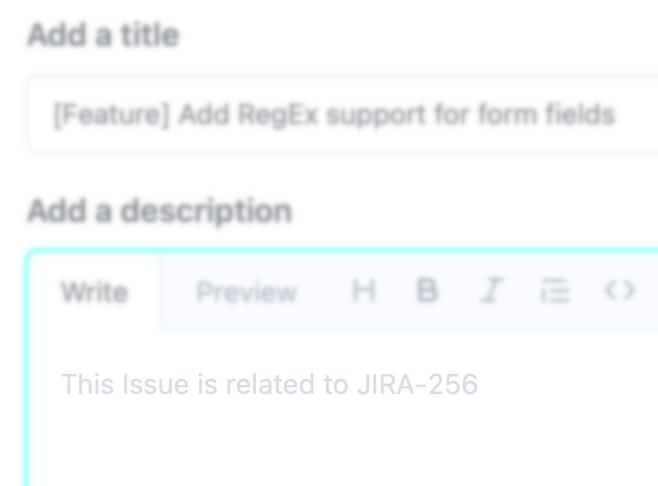 Add a title
[Feature] Add RegEx support for form fields
Add a description
Write Preview H B I <>
This Issue is related to JIRA-256